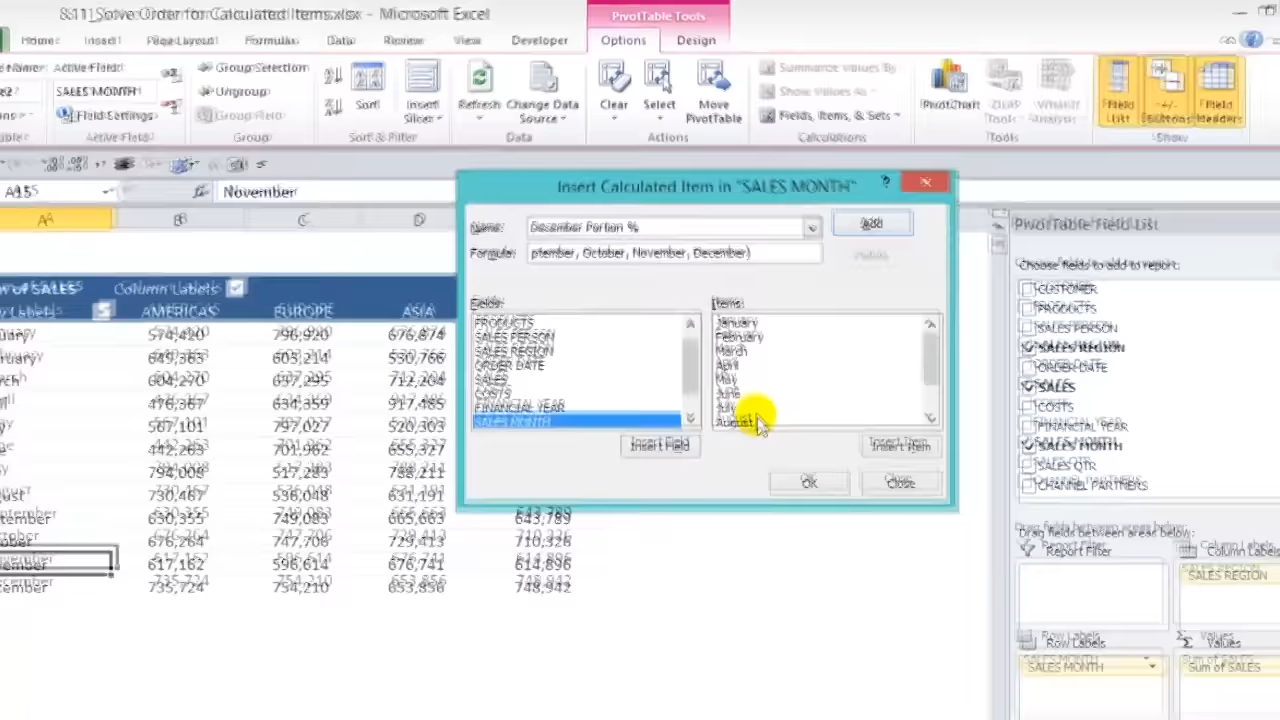 8.11_Solve Order for Calculated Items.xlsx - Microsoft Excel
PivotTable Tools
Home Insert Page Layout Formulas Data Review View Developer Options Design
Active Field:
SALES MONTH
Field Settings
Active Field
Group Selection
Ungroup
Group Field
Group
Sort
Insert Slicer
Sort & Filter
Refresh
Change Data Source
Data
Clear
Select
Move PivotTable
Actions
Summarize Values By
Show Values As
Fields, Items, & Sets
Calculations
PivotChart
OLAP Tools
What-If Analysis
Tools
Field List
+/- Buttons
Field Headers
Show
A15 fx November
A B C D
Column Labels
AMERICAS EUROPE ASIA
574,420 796,920 676,874
649,363 603,214 530,766
604,270 637,295 712,204
476,367 634,359 917,485
567,101 797,027 520,303
442,263 701,962 655,327
794,008 517,283 788,211
730,467 536,048 631,191
630,355 749,083 665,663 643,789
676,264 747,706 729,413 710,326
617,162 596,614 676,741 614,896
735,724 754,210 653,856 748,942
Insert Calculated Item in "SALES MONTH"
Name: December Portion % Add
Formula: ptember, October, November, December)
Fields: Items:
PRODUCTS
SALES PERSON
SALES REGION
ORDER DATE
SALES
COSTS
FINANCIAL YEAR
SALES MONTH
January
February
March
April
May
June
July
August
Insert Field Insert Item
OK Close
PivotTable Field List
Choose fields to add to report:
CUSTOMER
PRODUCTS
SALES PERSON
SALES REGION
ORDER DATE
SALES
COSTS
FINANCIAL YEAR
SALES MONTH
SALES QTR
CHANNEL PARTNERS
Drag fields between areas below:
Report Filter Column Labels
SALES REGION
Row Labels Σ Values
SALES MONTH Sum of SALES